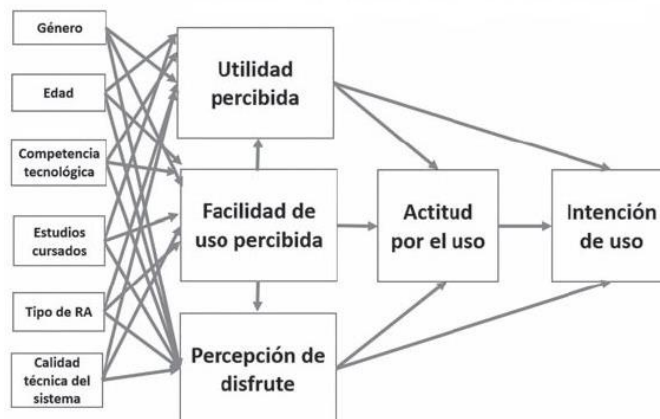 Género
Edad
Competencia
tecnológica
Estudios
cursados
Tipo de RA
Calidad
técnica del
sistema
Utilidad
percibida
Facilidad de
uso percibida
Percepción de
disfrute
Actitud
por el uso
Intención
de uso